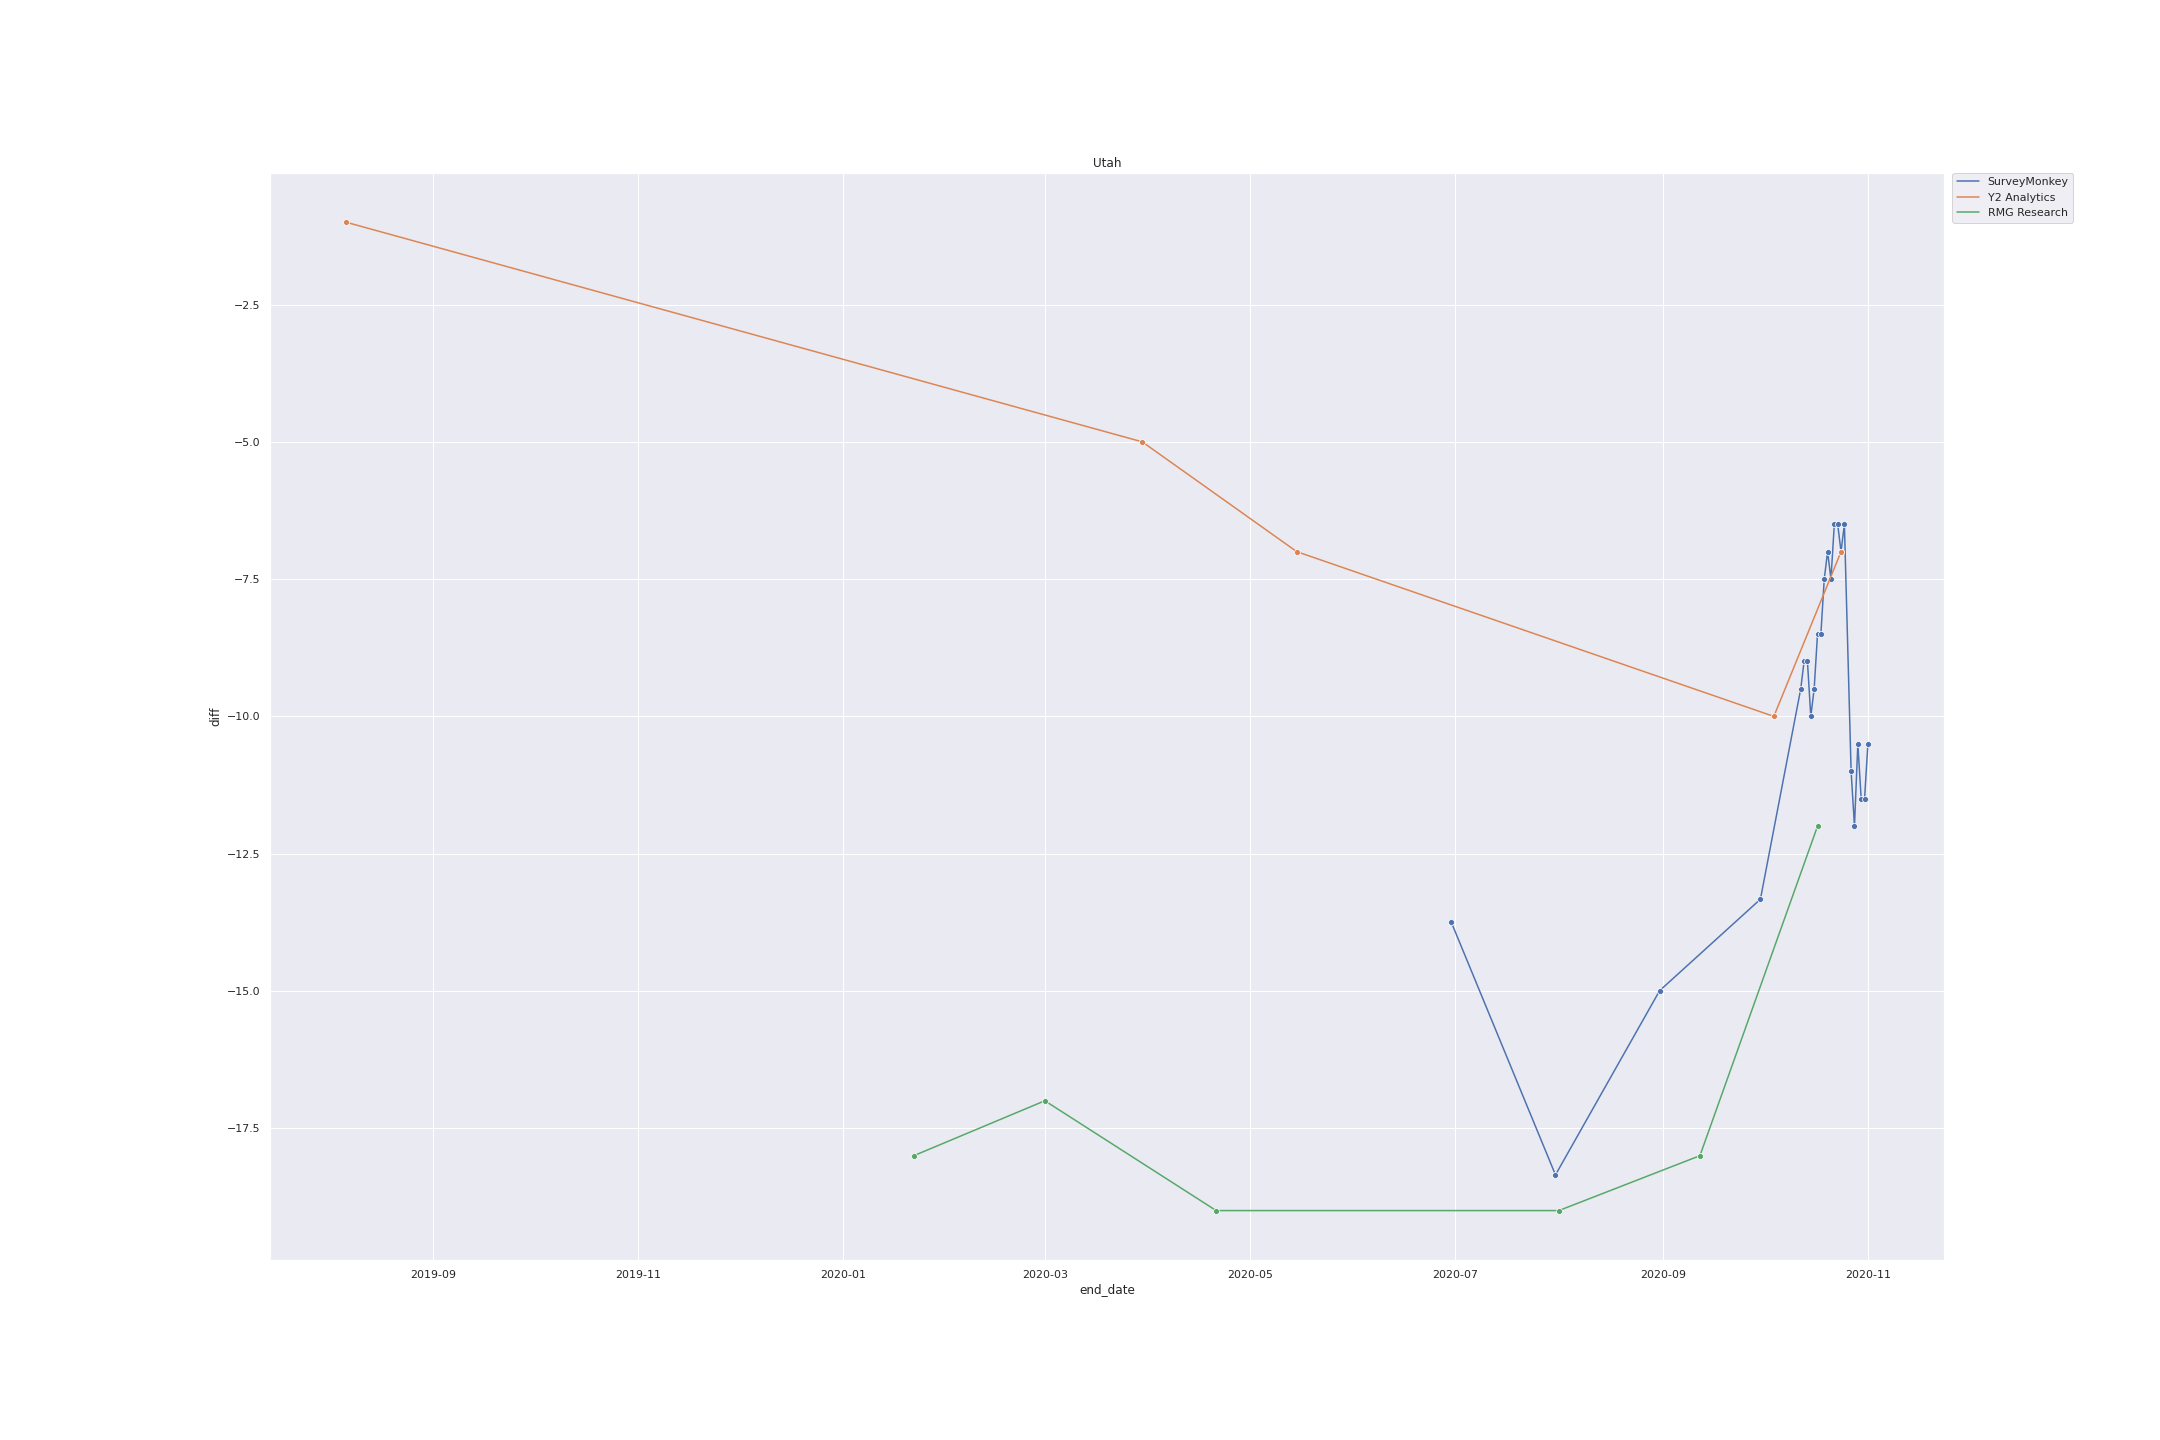 Utah
SurveyMonkey
Y2 Analytics
RMG Research
diff
−2.5
−5.0
−7.5
−10.0
−12.5
−15.0
−17.5
2019-09 2019-11 2020-01 2020-03 2020-05 2020-07 2020-09 2020-11
end_date